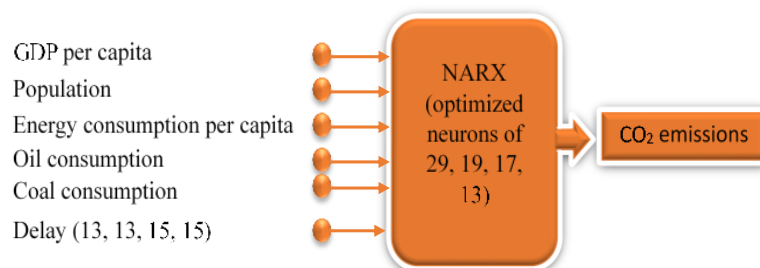 GDP per capita
Population
Energy consumption per capita
Oil consumption
Coal consumption
Delay (13, 13, 15, 15)
NARX
(optimized
neurons of
29, 19, 17,
13)
CO₂ emissions